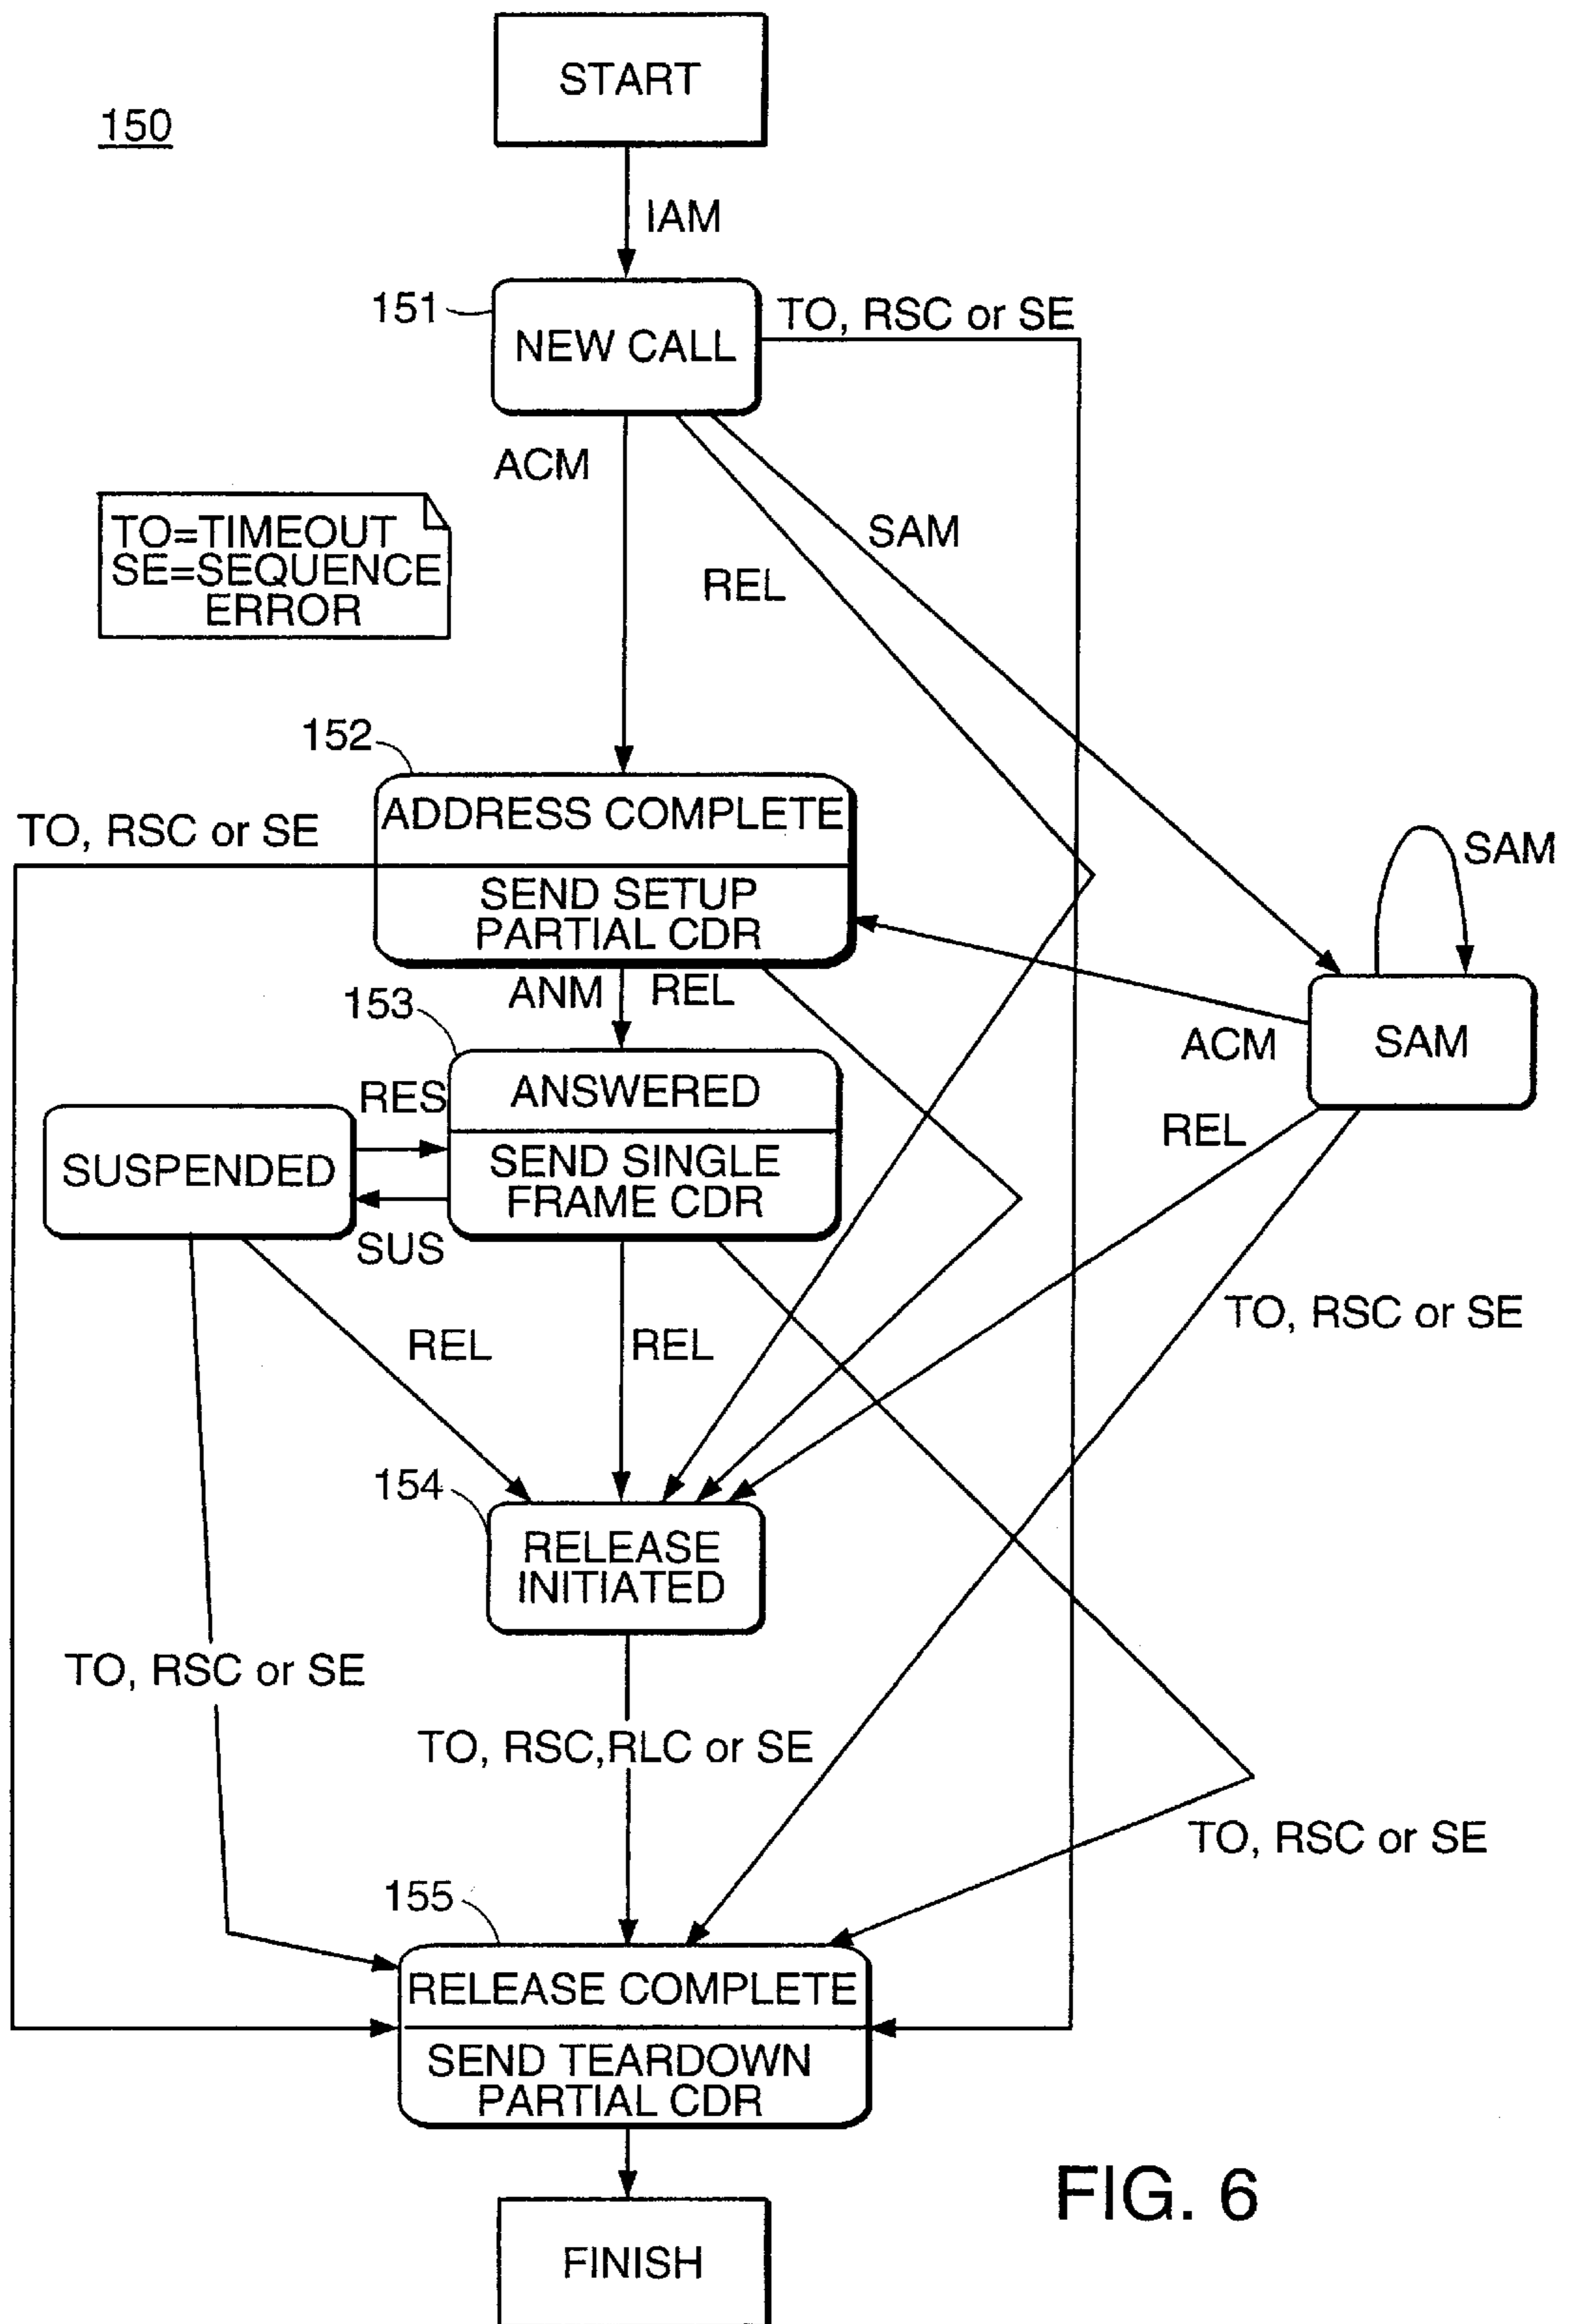 START
150
IAM
151
TO, RSC or SE
NEW CALL
ACM
TO=TIMEOUT
SE=SEQUENCE
ERROR
SAM
REL
152
ADDRESS COMPLETE
TO, RSC or SE
SAM
SEND SETUP
PARTIAL CDR
ANM
REL
153
ACM
SAM
RES
ANSWERED
REL
SUSPENDED
SEND SINGLE
FRAME CDR
SUS
TO, RSC or SE
REL
REL
154
RELEASE
INITIATED
TO, RSC or SE
TO, RSC,RLC or SE
TO, RSC or SE
155
RELEASE COMPLETE
SEND TEARDOWN
PARTIAL CDR
FIG. 6
FINISH